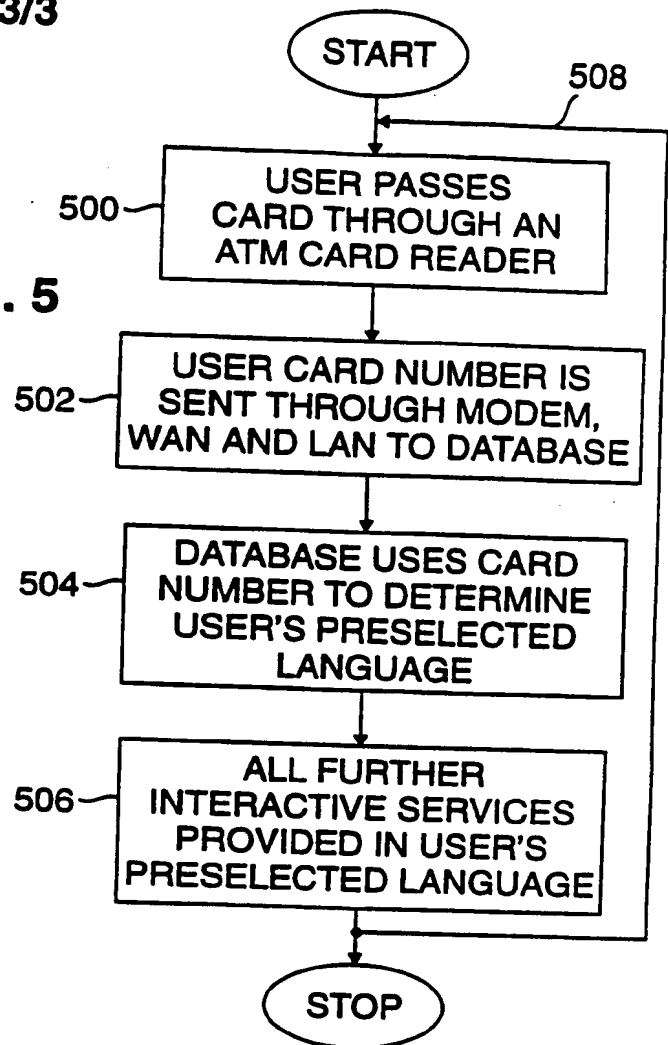 3/3
START
508
500
USER PASSES
CARD THROUGH AN
ATM CARD READER
. 5
502
USER CARD NUMBER IS
SENT THROUGH MODEM,
WAN AND LAN TO DATABASE
504
DATABASE USES CARD
NUMBER TO DETERMINE
USER'S PRESELECTED
LANGUAGE
506
ALL FURTHER
INTERACTIVE SERVICES
PROVIDED IN USER'S
PRESELECTED LANGUAGE
STOP